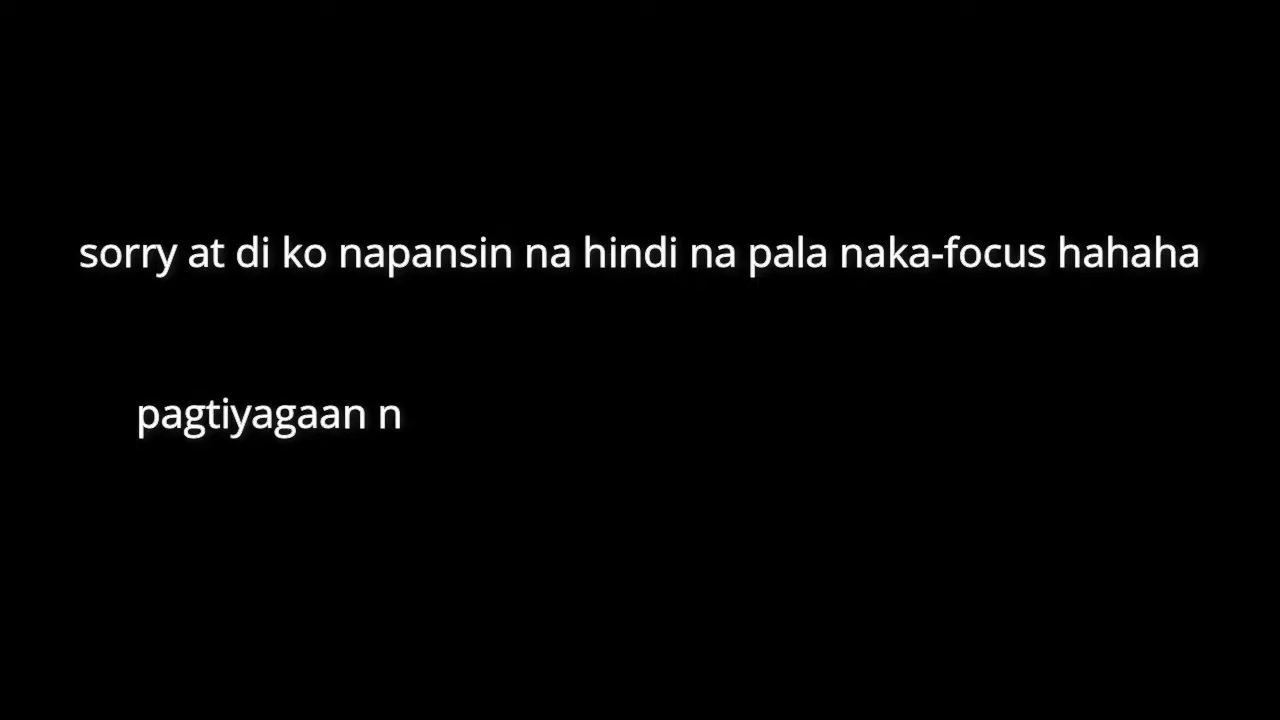 sorry at di ko napansin na hindi na pala naka-focus hahaha
pagtiyagaan n